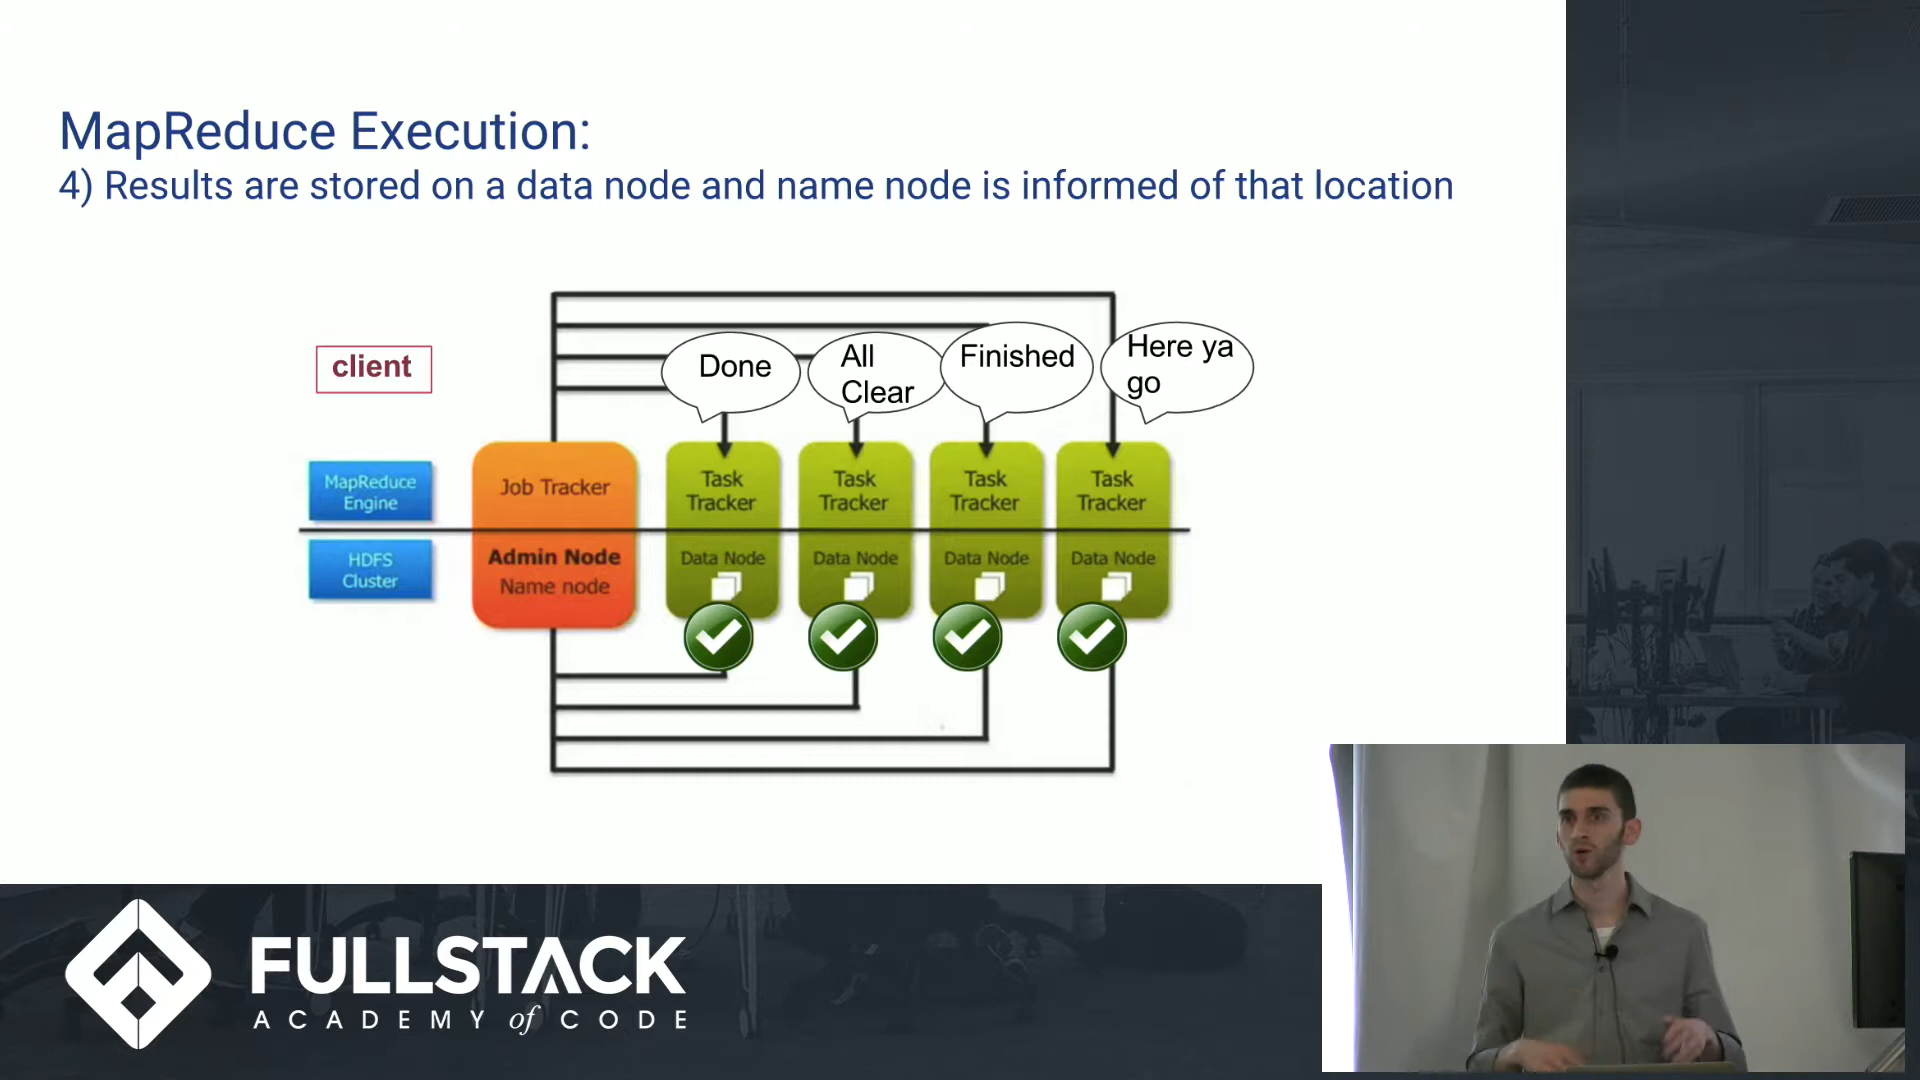 MapReduce Execution:
4) Results are stored on a data node and name node is informed of that location
client
Done
All
Clear
Finished
Here ya
go
MapReduce
Engine
Job Tracker
Task
Tracker
Task
Tracker
Task
Tracker
Task
Tracker
HDFS
Cluster
Admin Node
Name node
Data Node
Data Node
Data Node
Data Node
FULLSTACK
ACADEMY of CODE